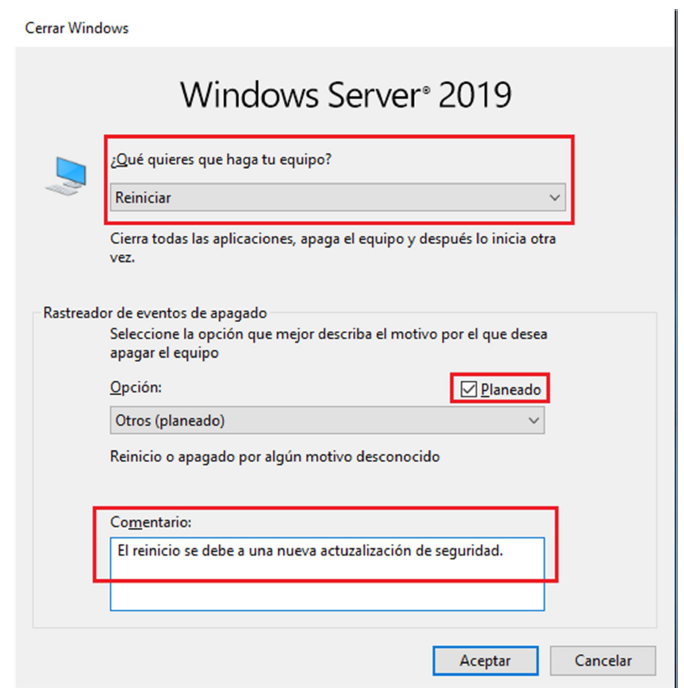 Cerrar Windows
Windows Server® 2019
¿Qué quieres que haga tu equipo?
Reiniciar
Cierra todas las aplicaciones, apaga el equipo y después lo inicia otra
vez.
Rastreador de eventos de apagado
Seleccione la opción que mejor describa el motivo por el que desea
apagar el equipo
Opción:
Planeado
Otros (planeado)
Reinicio o apagado por algún motivo desconocido
Comentario:
El reinicio se debe a una nueva actuzalización de seguridad.
Aceptar
Cancelar